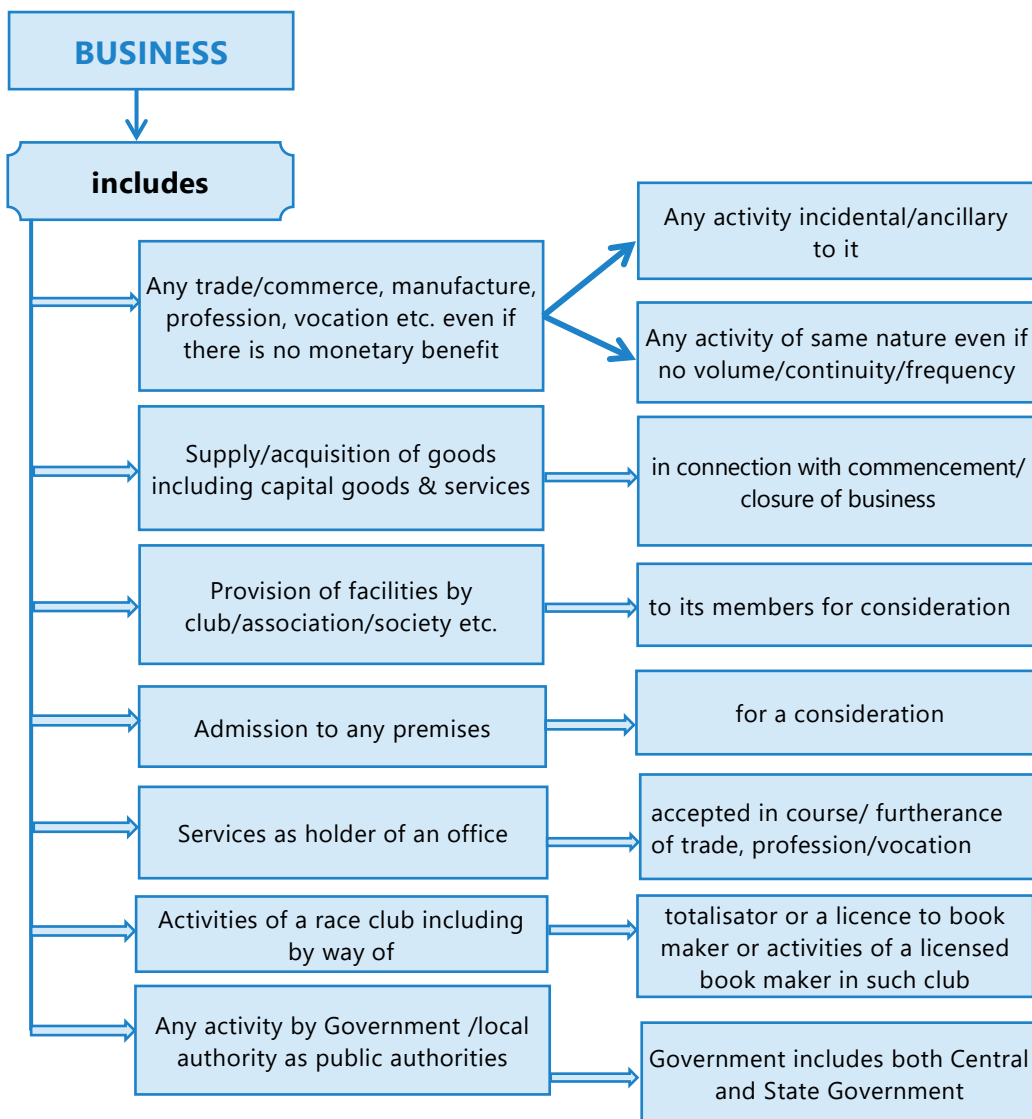 BUSINESS
includes
Any trade/commerce, manufacture,
profession, vocation etc. even if
there is no monetary benefit
Any activity incidental/ancillary
to it
Any activity of same nature even if
no volume/continuity/frequency
Supply/acquisition of goods
including capital goods & services
in connection with commencement/
closure of business
Provision of facilities by
club/association/society etc.
to its members for consideration
Admission to any premises
for a consideration
Services as holder of an office
accepted in course/ furtherance
of trade, profession/vocation
Activities of a race club including
by way of
totalisator or a licence to book
maker or activities of a licensed
book maker in such club
Any activity by Government /local
authority as public authorities
Government includes both Central
and State Government